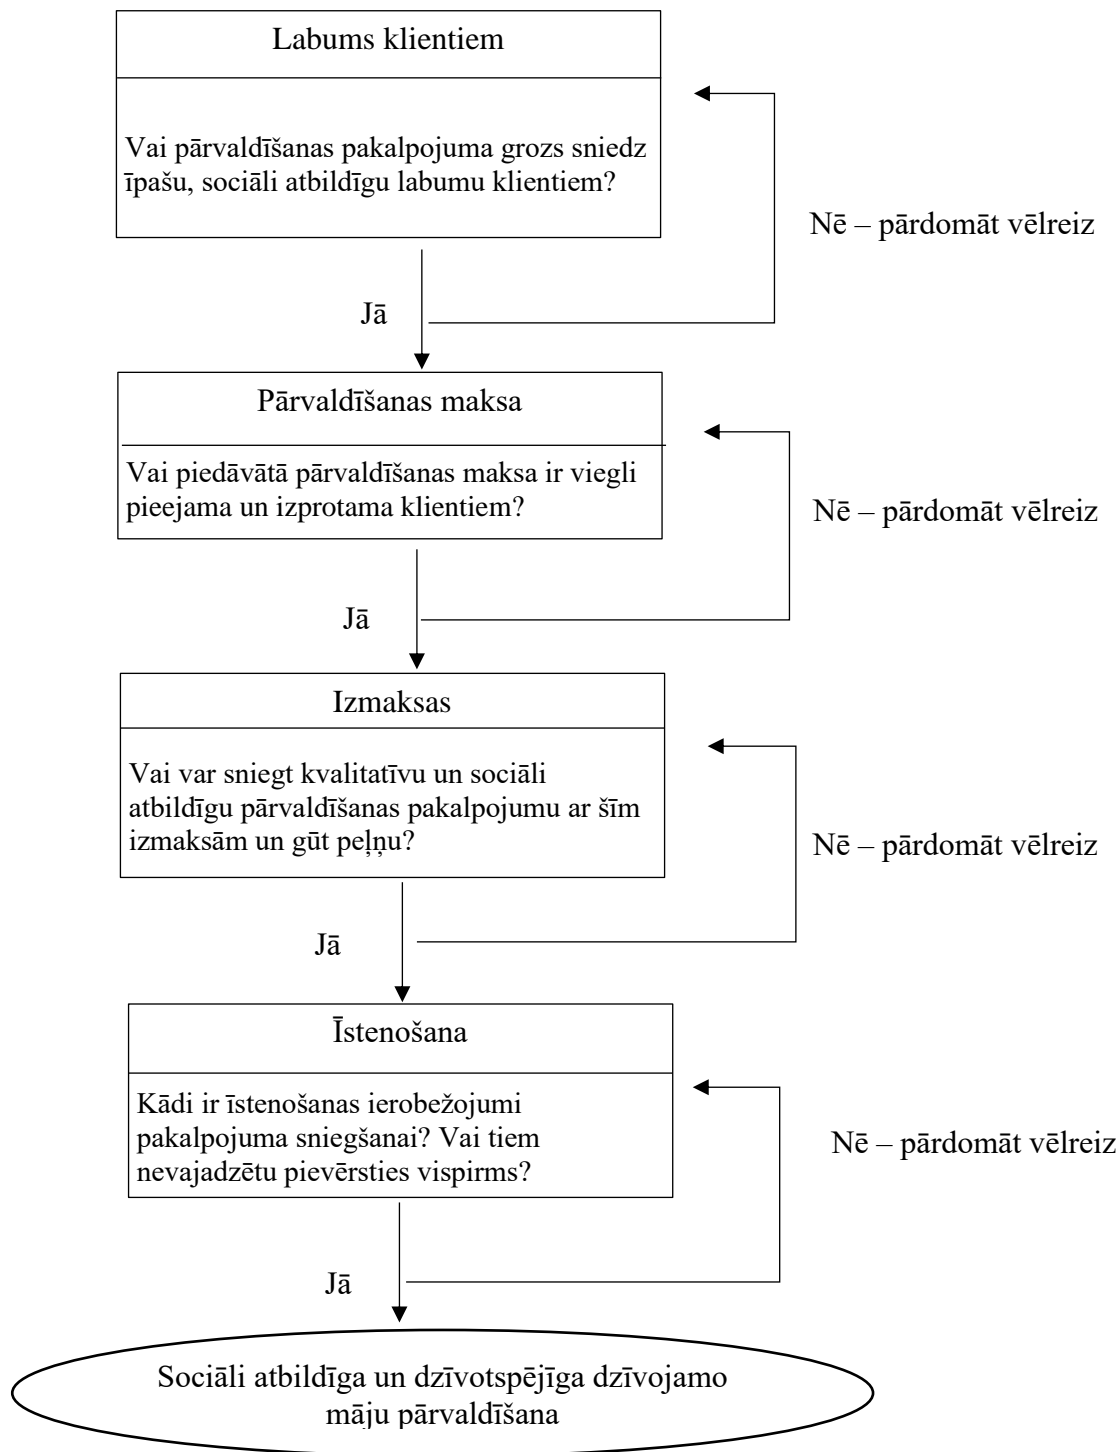 Labums klientiem
Vai pārvaldīšanas pakalpojuma grozs sniedz
īpašu, sociāli atbildīgu labumu klientiem?
Nē – pārdomāt vēlreiz
Jā
Pārvaldīšanas maksa
Vai piedāvātā pārvaldīšanas maksa ir viegli
pieejama un izprotama klientiem?
Nē – pārdomāt vēlreiz
Jā
Izmaksas
Vai var sniegt kvalitatīvu un sociāli
atbildīgu pārvaldīšanas pakalpojumu ar šīm
izmaksām un gūt peļņu?
Nē – pārdomāt vēlreiz
Jā
Īstenošana
Kādi ir īstenošanas ierobežojumi
pakalpojuma sniegšanai? Vai tiem
nevajadzētu pievērsties vispirms?
Nē – pārdomāt vēlreiz
Jā
Sociāli atbildīga un dzīvotspējīga dzīvojamo
māju pārvaldīšana